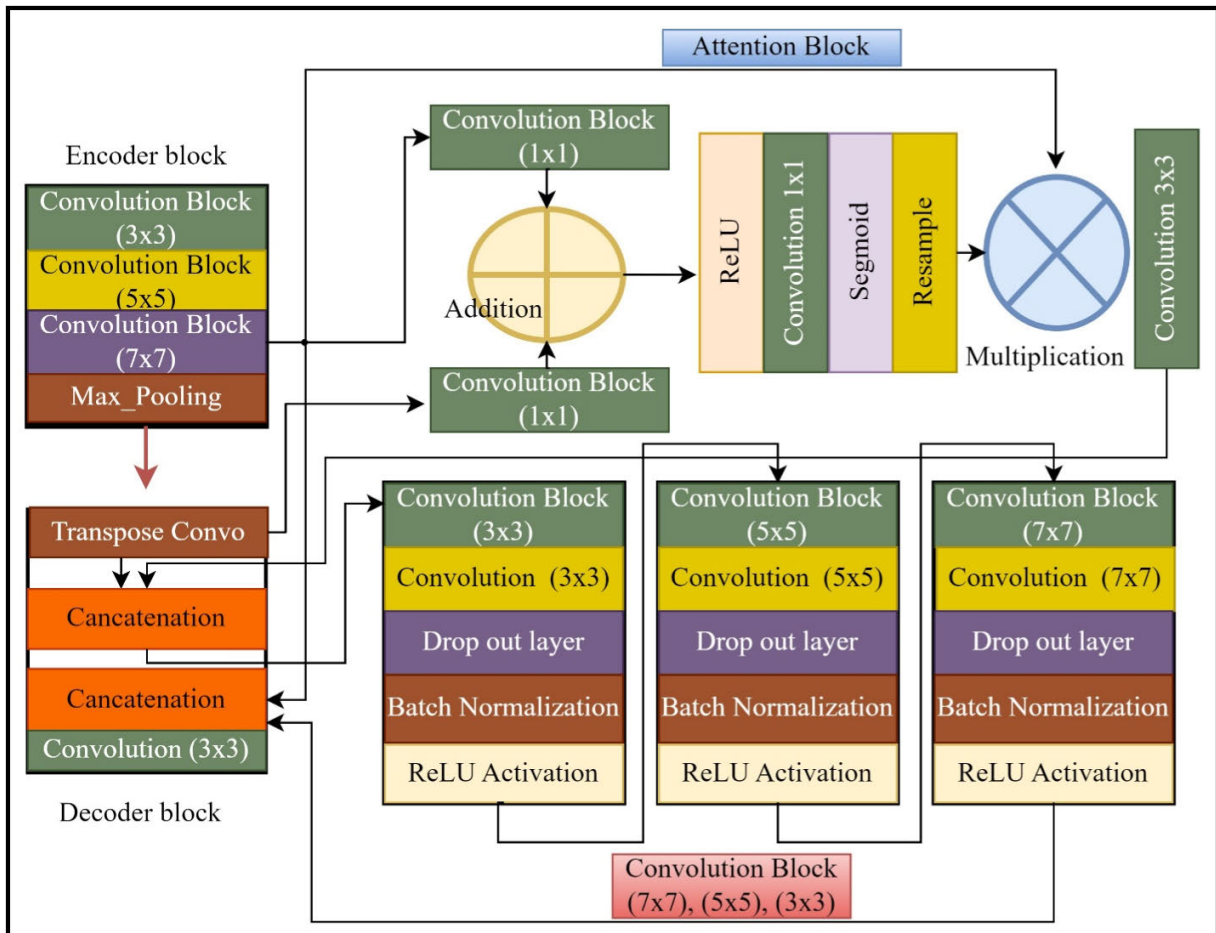 Attention Block
Encoder block
Convolution Block
(3x3)
Convolution Block
(5x5)
Convolution Block
(7x7)
Max_Pooling
Convolution Block
(1x1)
Addition
Convolution Block
(1x1)
ReLU
Convolution 1x1
Segmoid
Resample
Multiplication
Convolution 3x3
Transpose Convo
Cancatenation
Cancatenation
Convolution (3x3)
Decoder block
Convolution Block
(3x3)
Convolution (3x3)
Drop out layer
Batch Normalization
ReLU Activation
Convolution Block
(5x5)
Convolution (5x5)
Drop out layer
Batch Normalization
ReLU Activation
Convolution Block
(7x7)
Convolution (7x7)
Drop out layer
Batch Normalization
ReLU Activation
Convolution Block
(7x7), (5x5), (3x3)